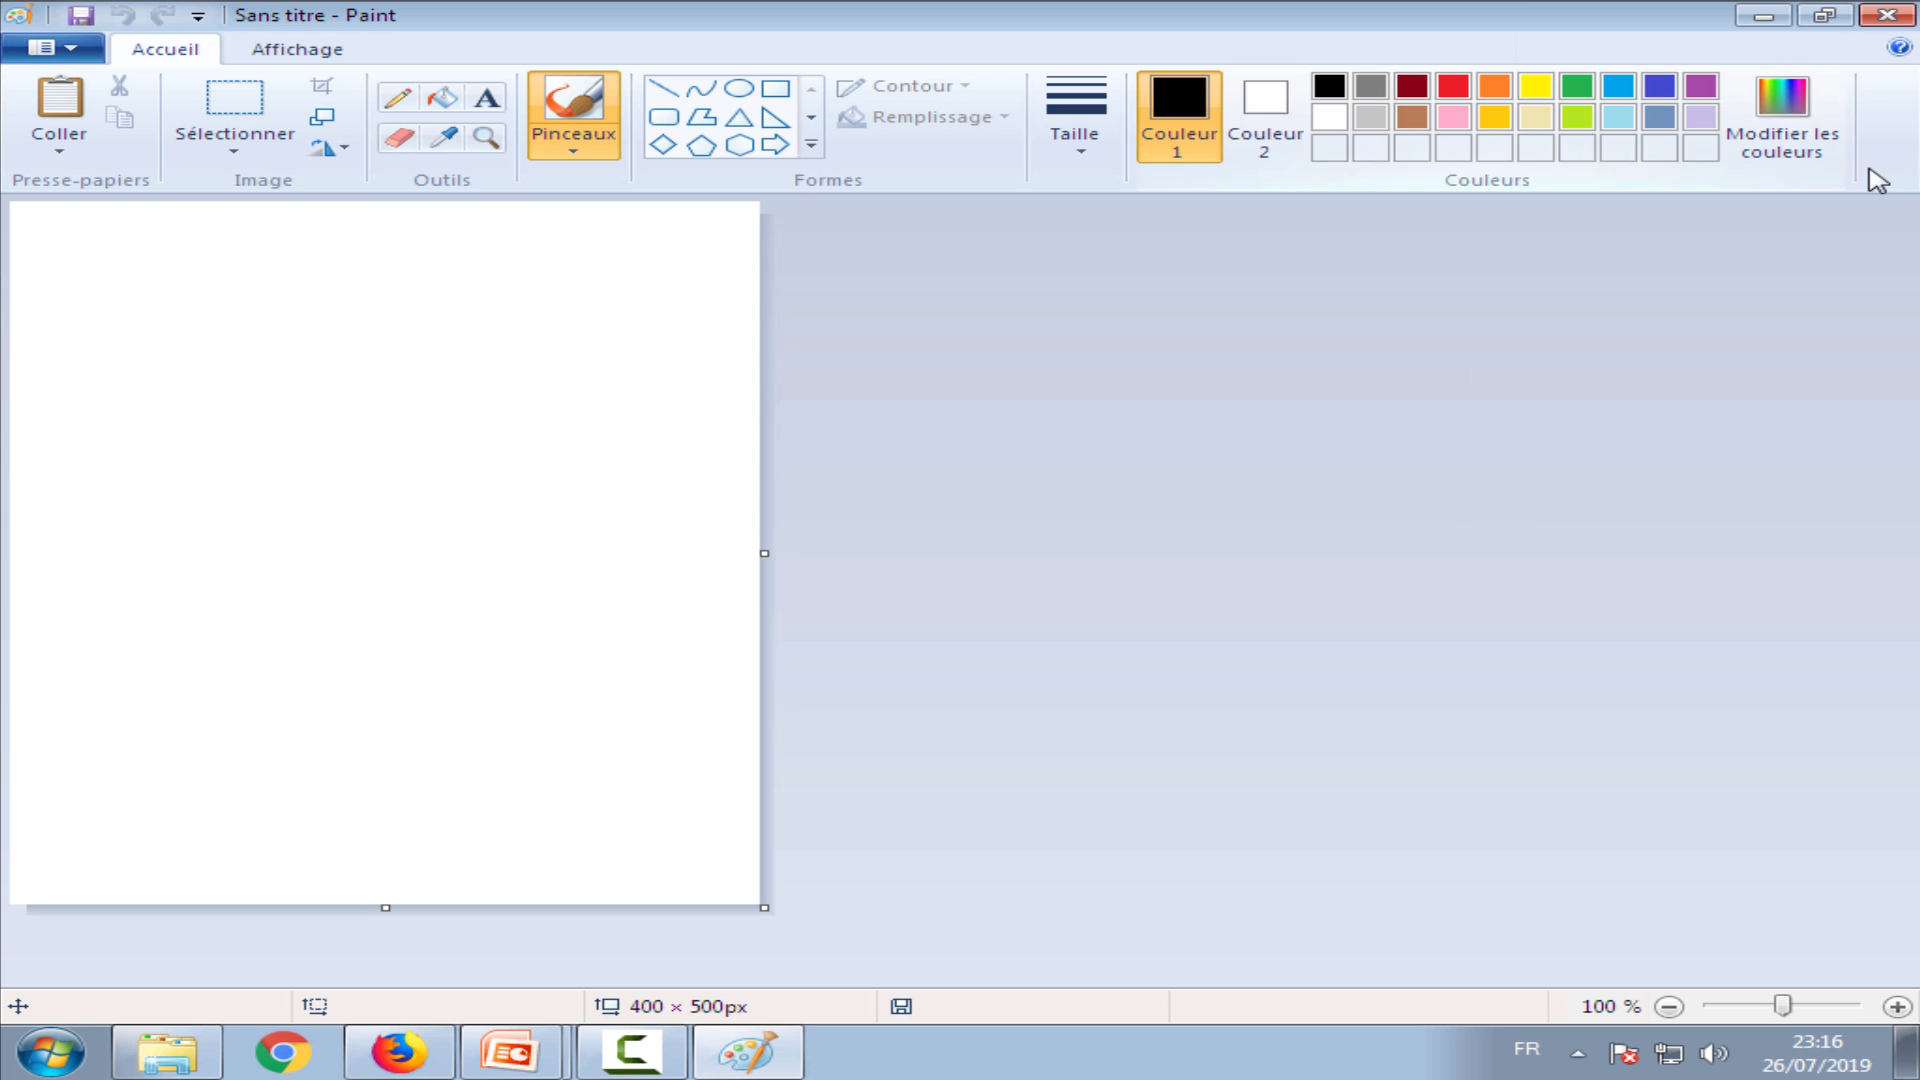 Sans titre - Paint
Accueil
Affichage
Coller
Sélectionner
A
Pinceaux
Contour
Remplissage
Taille
Couleur
1
Couleur
2
Modifier les
couleurs
Presse-papiers
Image
Outils
Formes
Couleurs
400 × 500px
100 %
FR
23:16
26/07/2019